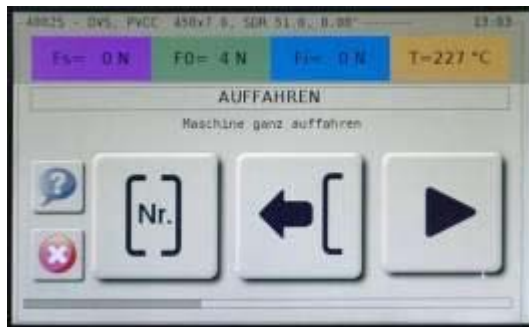 40025 - DVS, PVCC 450x7.0, SDR 51.0, 0.00° 13:03
Fs= 0 N F0= 4 N Fi= 0 N T=227 °C
AUFFAHREN
Maschine ganz auffahren
Nr.